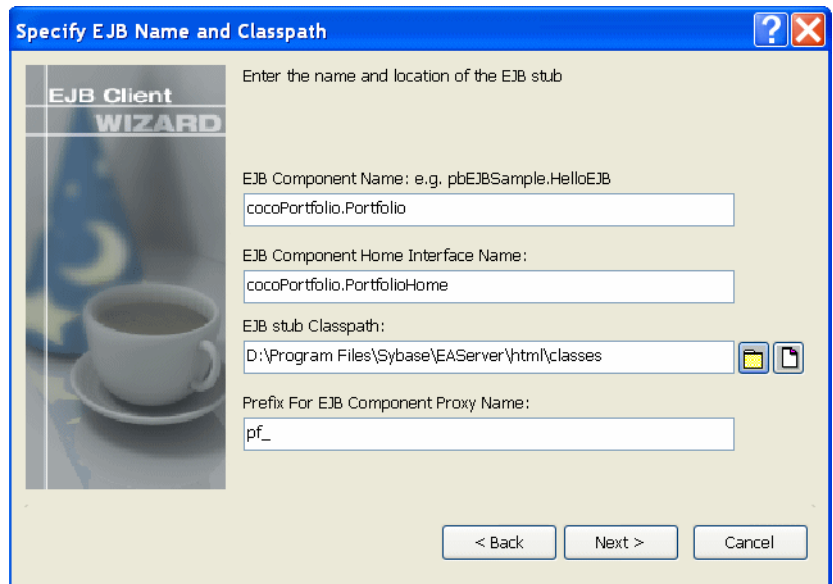 Specify EJB Name and Classpath
EJB Client
WIZARD
Enter the name and location of the EJB stub
EJB Component Name: e.g. pbEJBSample.HelloEJB
cocoPortfolio.Portfolio
EJB Component Home Interface Name:
cocoPortfolio.PortfolioHome
EJB stub Classpath:
D:\Program Files\Sybase\EAServer\html\classes
Prefix For EJB Component Proxy Name:
pf_
< Back Next > Cancel